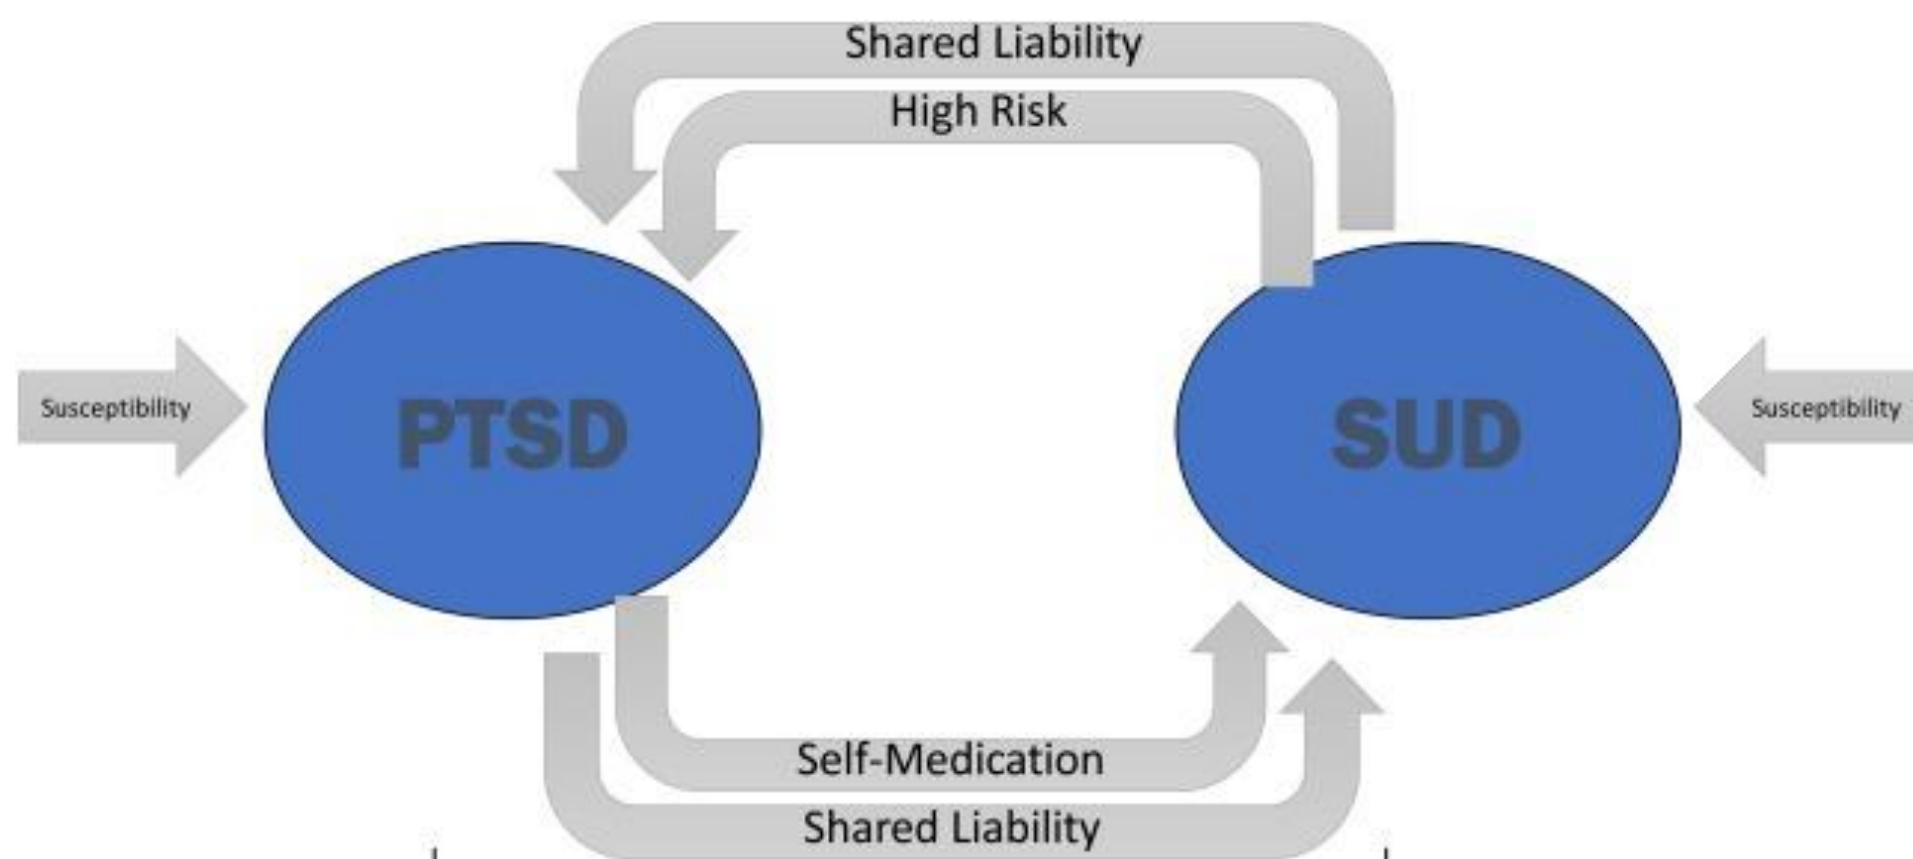 Shared Liability
High Risk
Susceptibility
PTSD
SUD
Susceptibility
Self-Medication
Shared Liability